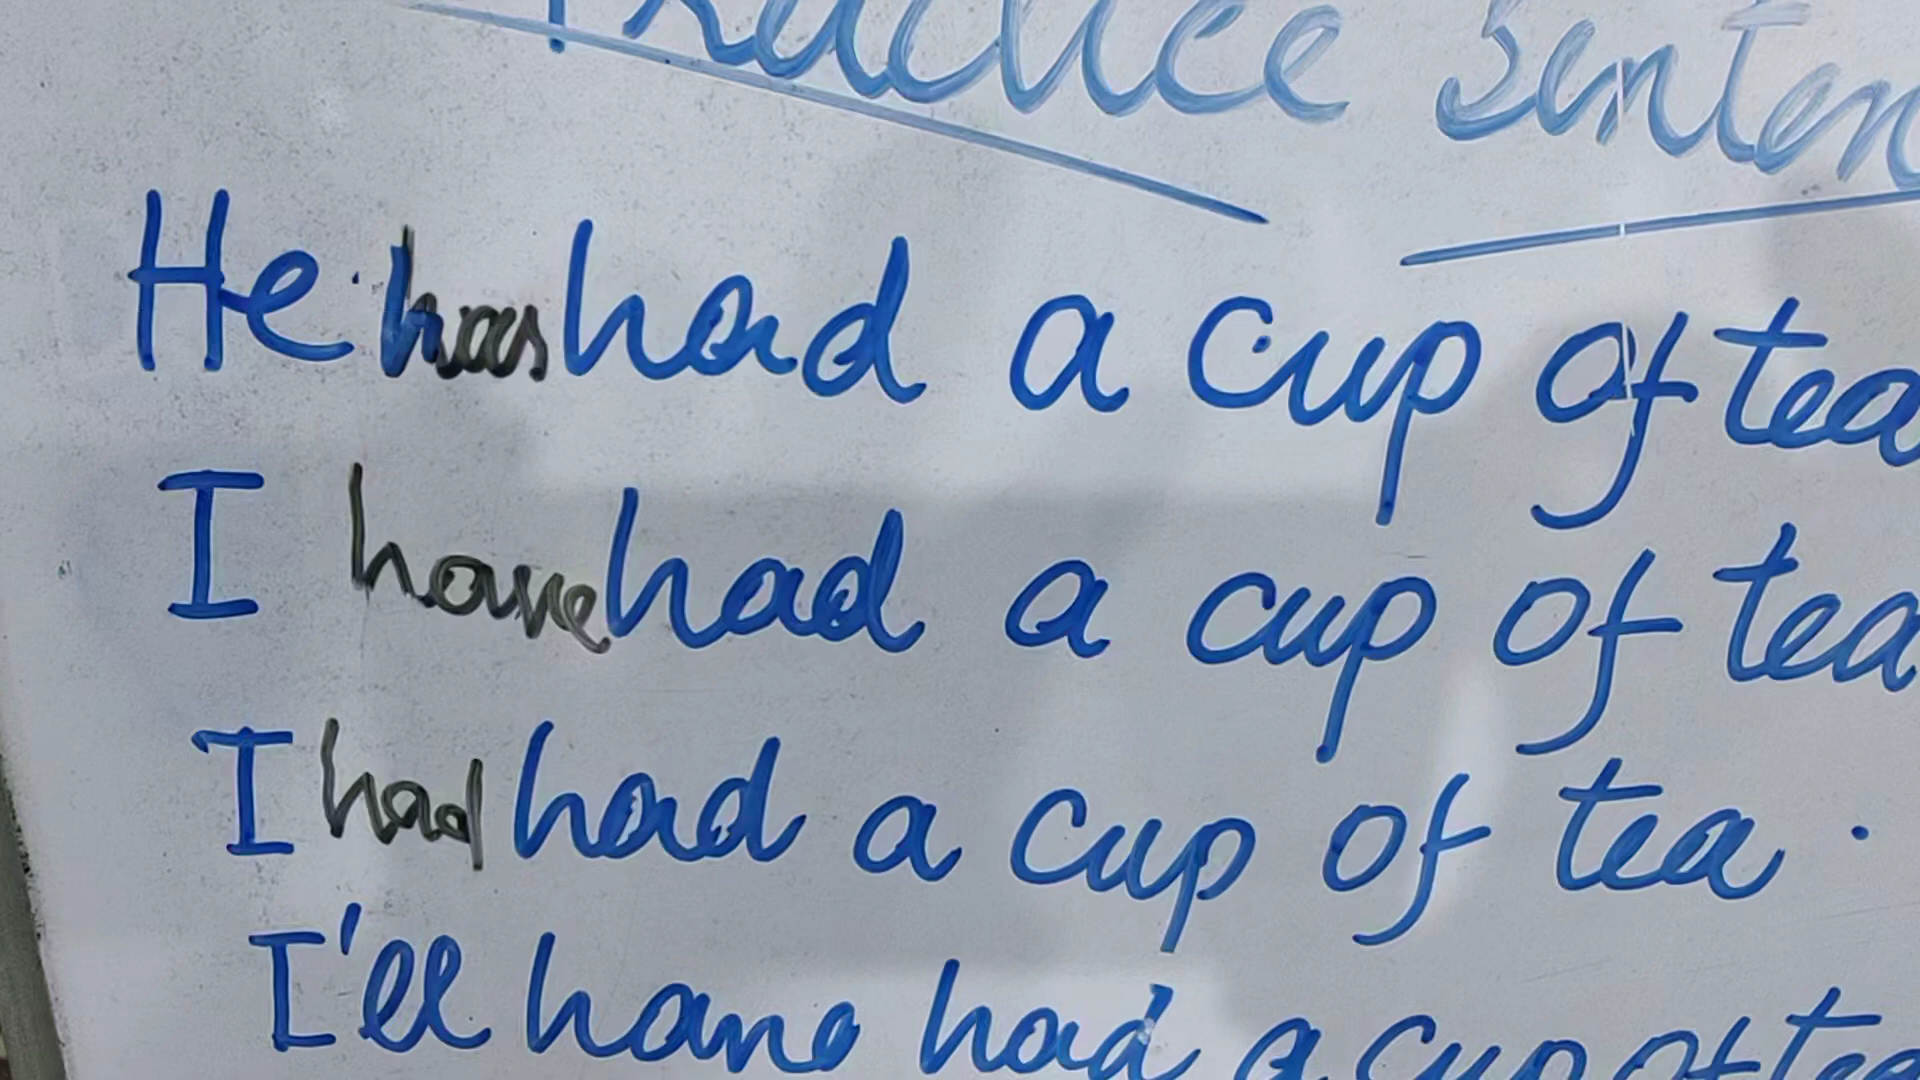 Practice Senten
He has had a cup of tea
I have had a cup of tea
I had had a cup of tea.
I'll have had a cup of tea